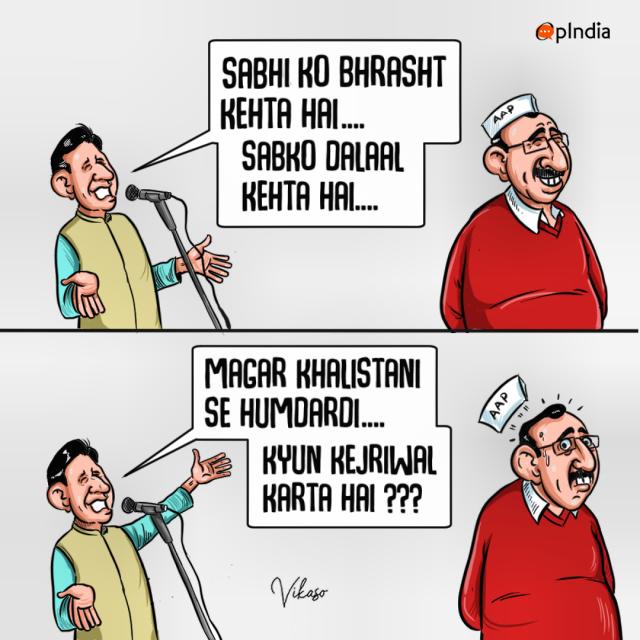 OpIndia
SABHI KO BHRASHT
KEHTA HAI....
SABKO DALAAL
KEHTA HAI....
AAP
MAGAR KHALISTANI
SE HUMDARDI....
KYUN KEJRIWAL
KARTA HAI ???
AAP
Vikaso